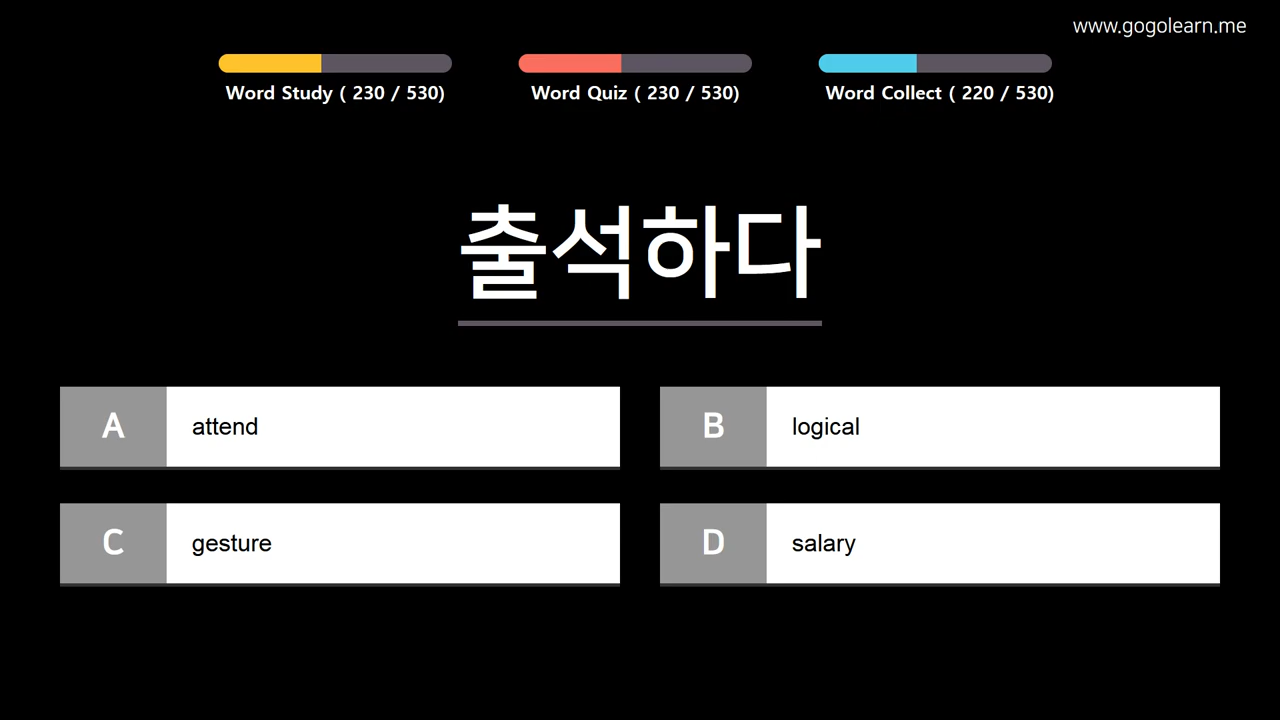 www.gogolearn.me
Word Study ( 230 / 530)
Word Quiz ( 230 / 530)
Word Collect ( 220 / 530)
출석하다
A attend
B logical
C gesture
D salary